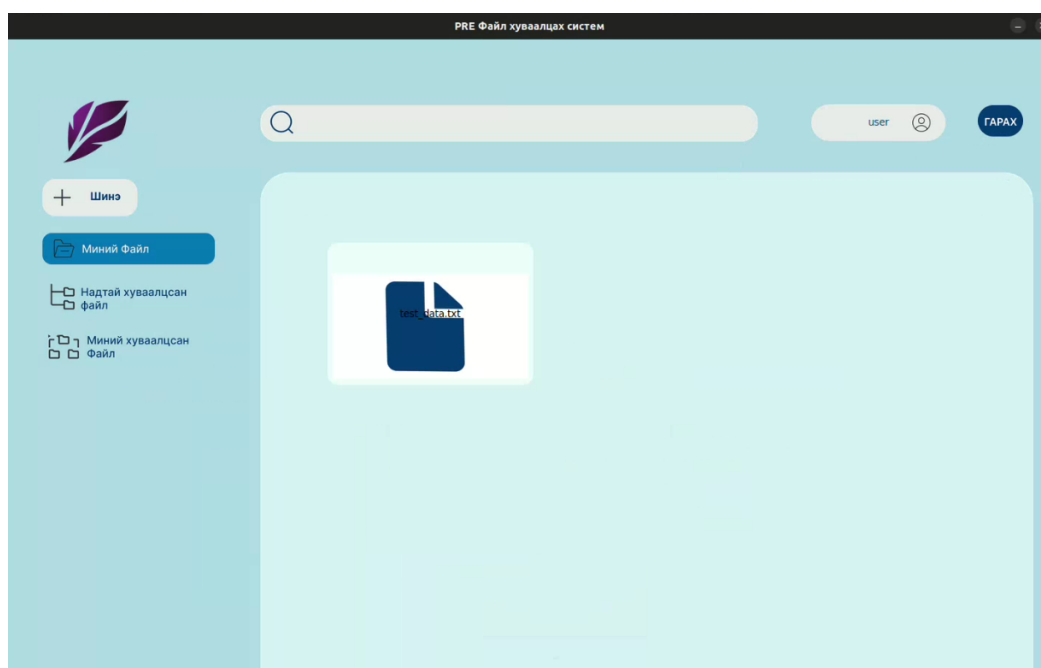 PRE Файл хуваалцах систем
user
ГАРАХ
Шинэ
Миний Файл
Надтай хуваалцсан
файл
Миний хуваалцсан
Файл
test_data.txt